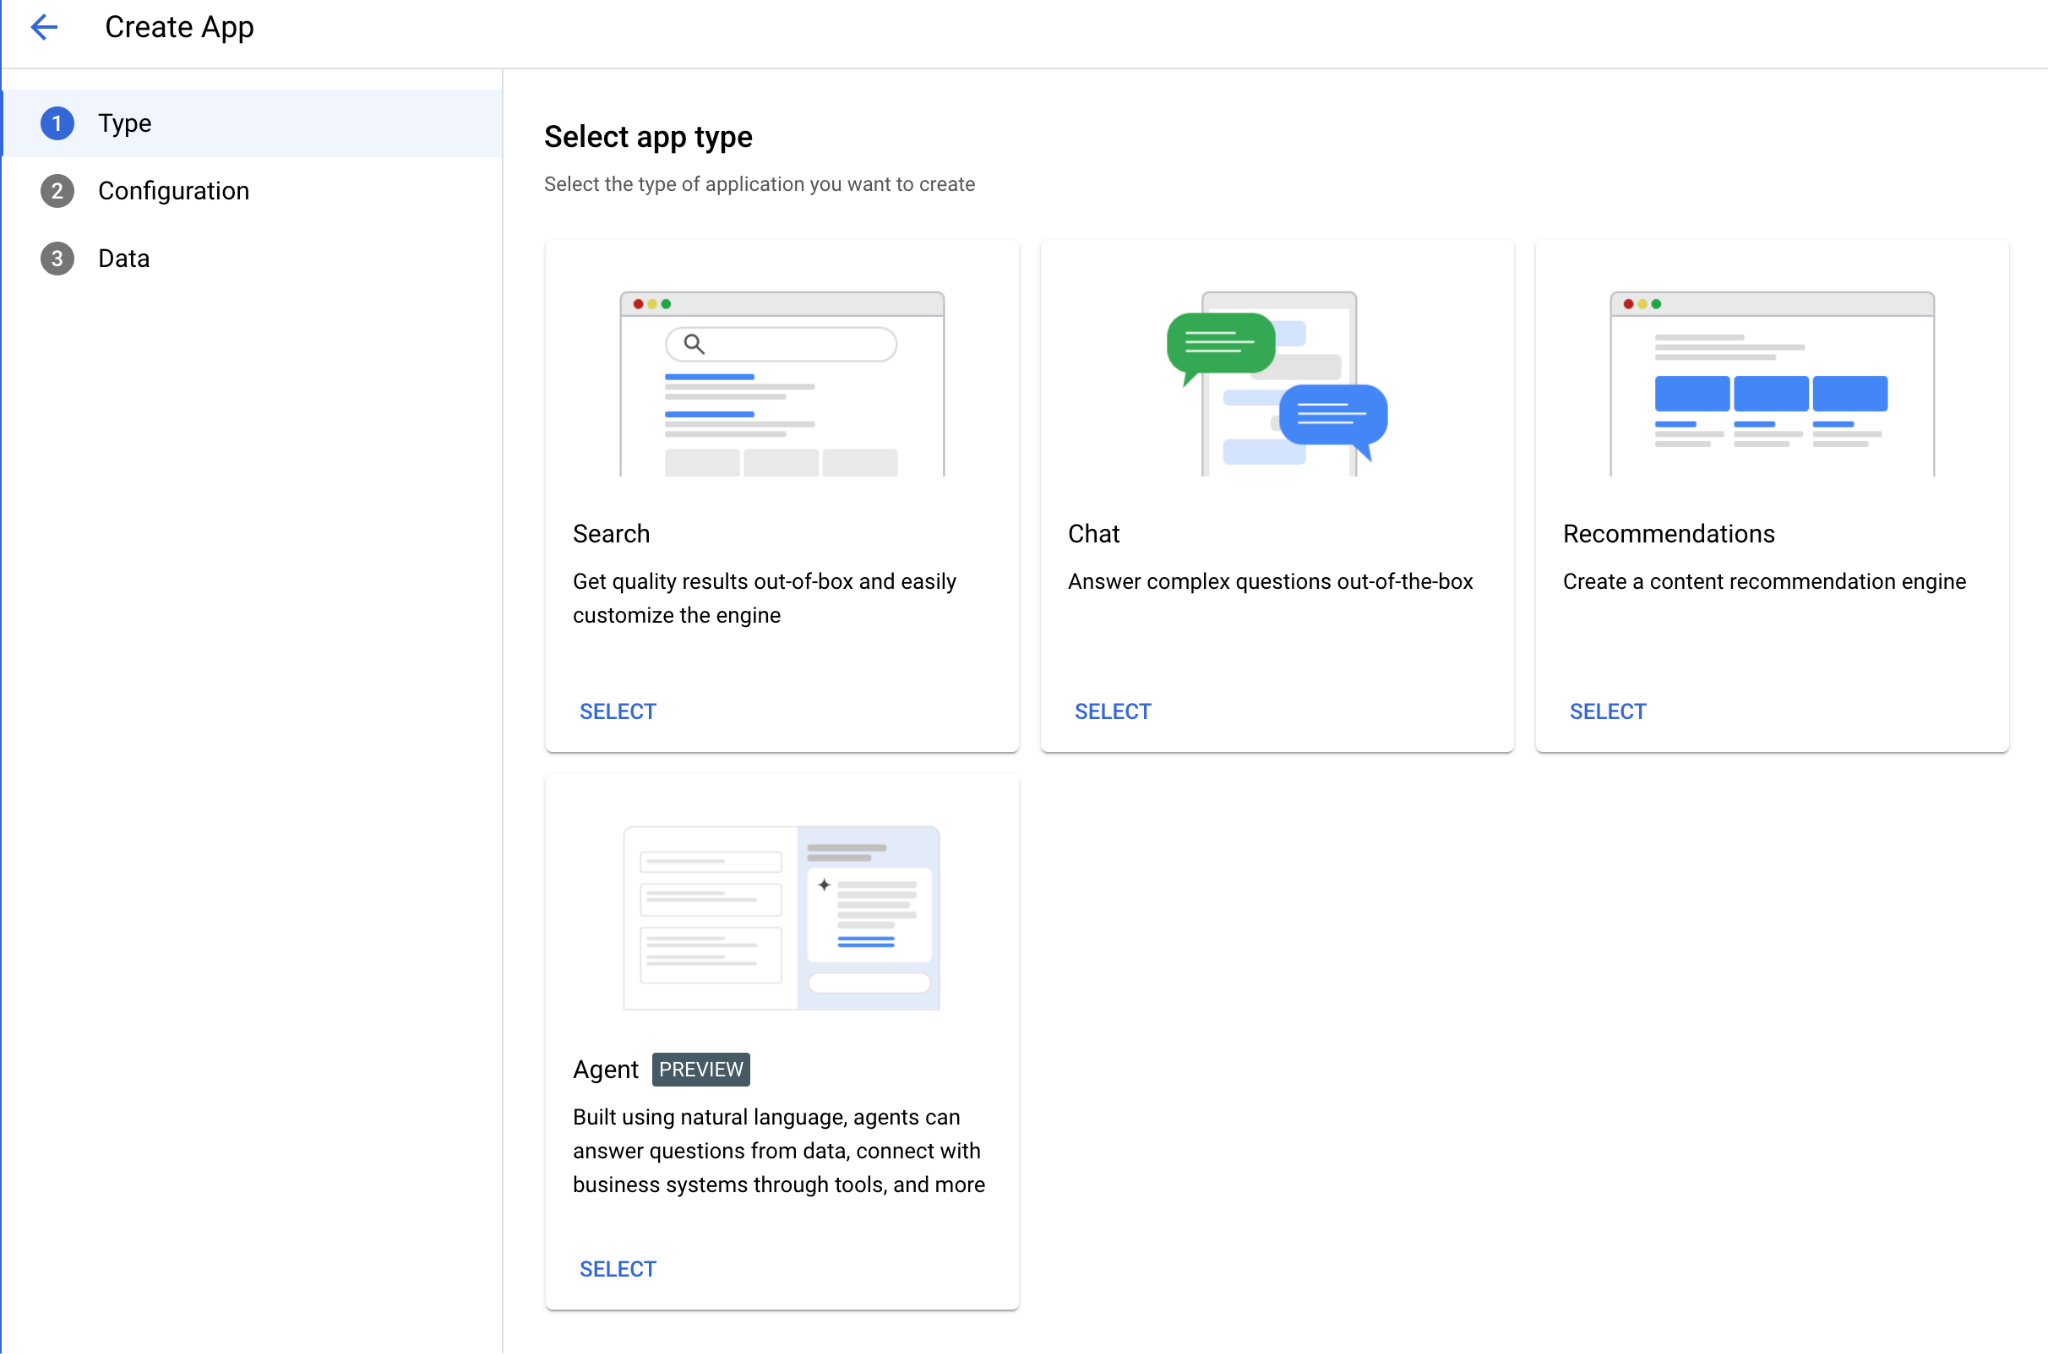 Create App
1 Type
2 Configuration
3 Data
Select app type
Select the type of application you want to create
Search
Get quality results out-of-box and easily
customize the engine
SELECT
Chat
Answer complex questions out-of-the-box
SELECT
Recommendations
Create a content recommendation engine
SELECT
Agent PREVIEW
Built using natural language, agents can
answer questions from data, connect with
business systems through tools, and more
SELECT